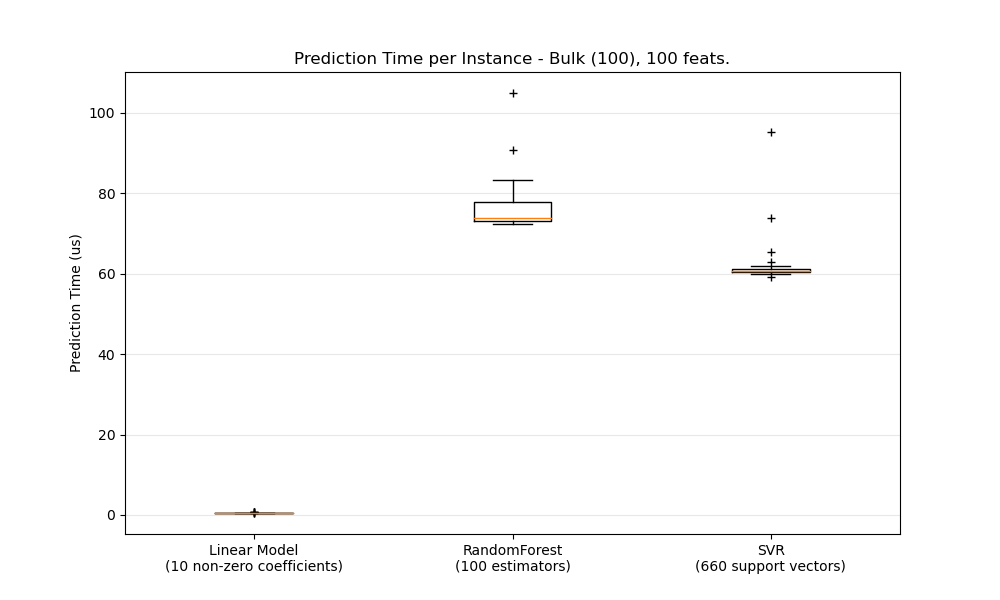 Prediction Time per Instance - Bulk (100), 100 feats.
Prediction Time (us)
100
80
60
40
20
0
Linear Model
(10 non-zero coefficients)
RandomForest
(100 estimators)
SVR
(660 support vectors)